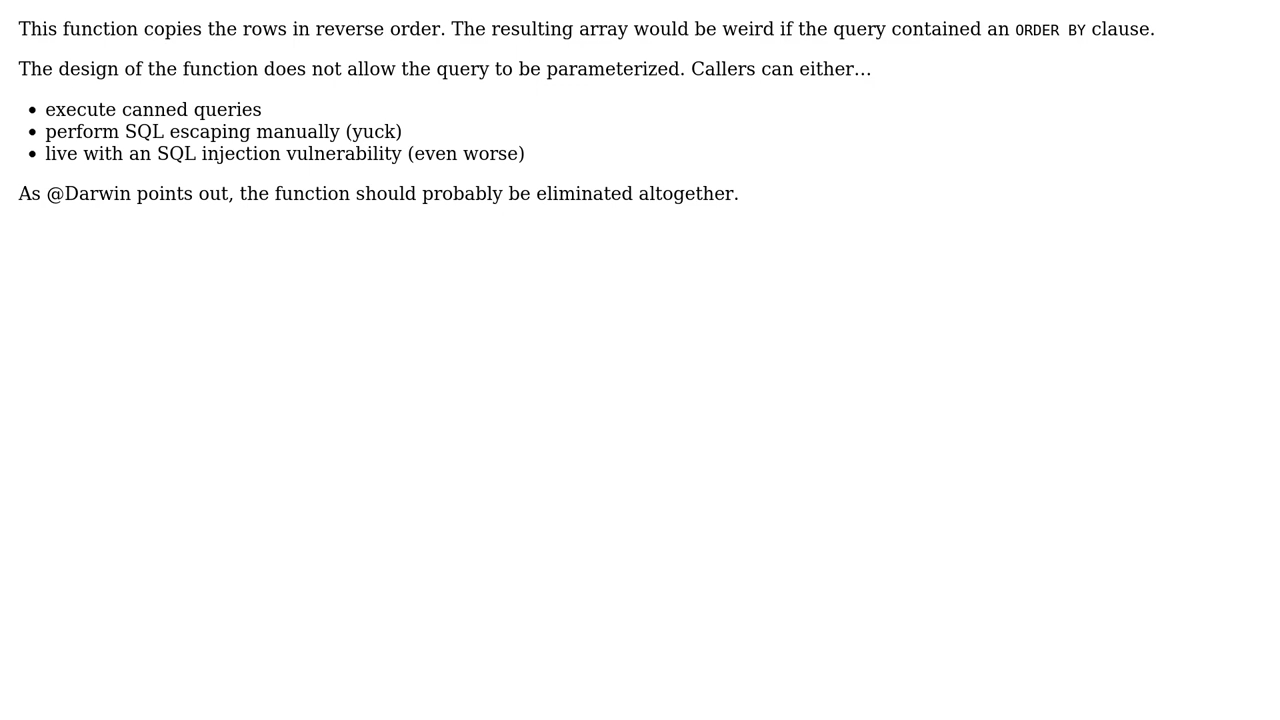 This function copies the rows in reverse order. The resulting array would be weird if the query contained an ORDER BY clause.
The design of the function does not allow the query to be parameterized. Callers can either…
• execute canned queries
• perform SQL escaping manually (yuck)
• live with an SQL injection vulnerability (even worse)
As @Darwin points out, the function should probably be eliminated altogether.